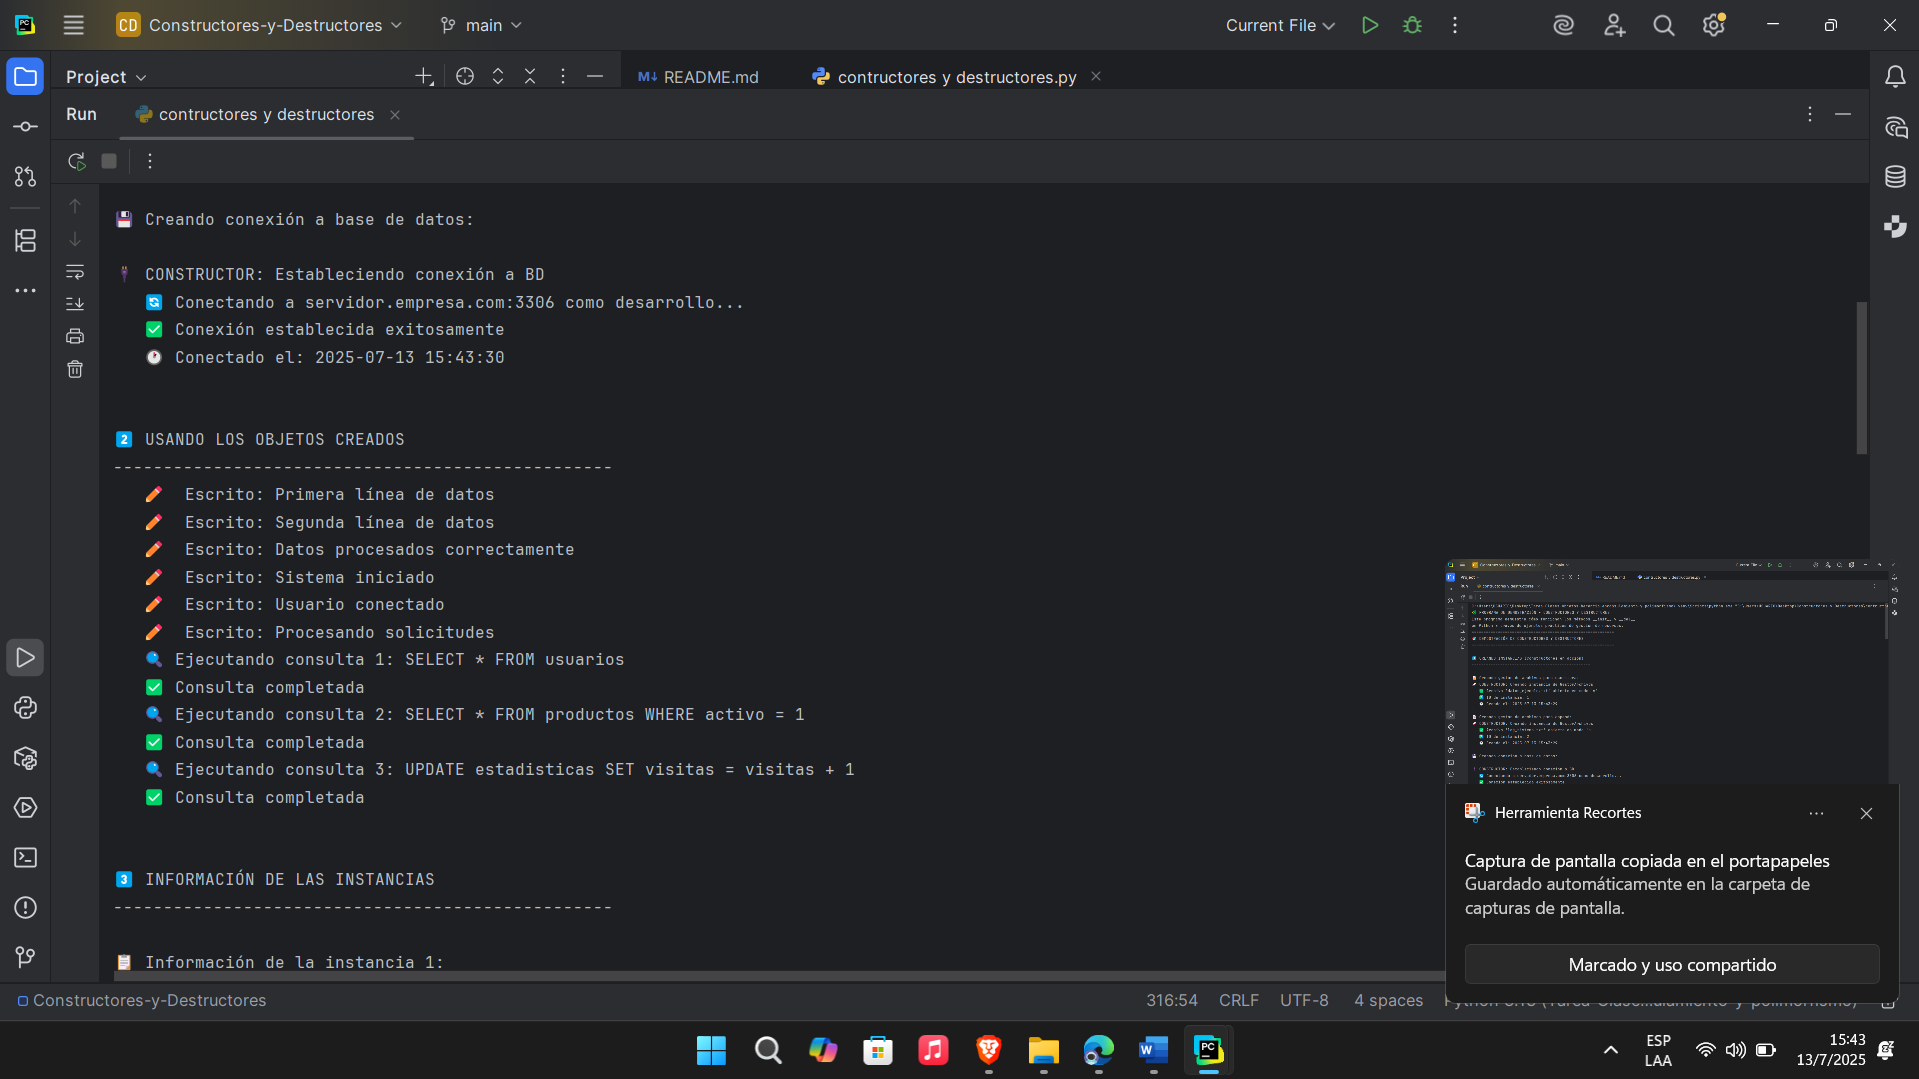 CD Constructores-y-Destructores main Current File
Project README.md contructores y destructores.py
Run contructores y destructores
💾 Creando conexión a base de datos:
🔌 CONSTRUCTOR: Estableciendo conexión a BD
🔄 Conectando a servidor.empresa.com:3306 como desarrollo...
✅ Conexión establecida exitosamente
🕐 Conectado el: 2025-07-13 15:43:30
2️⃣ USANDO LOS OBJETOS CREADOS
--------------------------------------------------
✏️ Escrito: Primera línea de datos
✏️ Escrito: Segunda línea de datos
✏️ Escrito: Datos procesados correctamente
✏️ Escrito: Sistema iniciado
✏️ Escrito: Usuario conectado
✏️ Escrito: Procesando solicitudes
🔍 Ejecutando consulta 1: SELECT * FROM usuarios
✅ Consulta completada
🔍 Ejecutando consulta 2: SELECT * FROM productos WHERE activo = 1
✅ Consulta completada
🔍 Ejecutando consulta 3: UPDATE estadisticas SET visitas = visitas + 1
✅ Consulta completada
3️⃣ INFORMACIÓN DE LAS INSTANCIAS
--------------------------------------------------
📋 Información de la instancia 1:
Herramienta Recortes
Captura de pantalla copiada en el portapapeles
Guardado automáticamente en la carpeta de
capturas de pantalla.
Marcado y uso compartido
Constructores-y-Destructores 316:54 CRLF UTF-8 4 spaces
ESP
LAA
15:43
13/7/2025